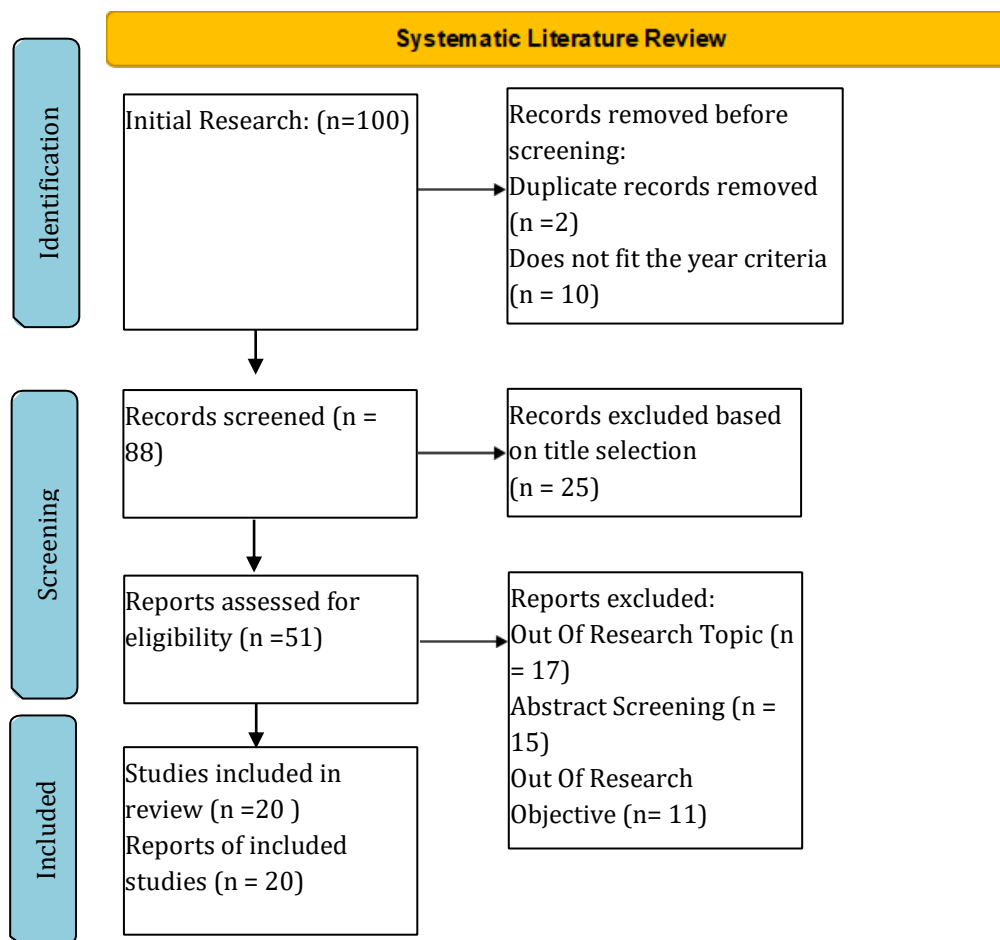 Systematic Literature Review
Identification
Initial Research: (n=100)
Records removed before
screening:
Duplicate records removed
(n =2)
Does not fit the year criteria
(n = 10)
Screening
Records screened (n =
88)
Records excluded based
on title selection
(n = 25)
Reports assessed for
eligibility (n =51)
Reports excluded:
Out Of Research Topic (n
= 17)
Abstract Screening (n =
15)
Out Of Research
Objective (n= 11)
Included
Studies included in
review (n =20 )
Reports of included
studies (n = 20)